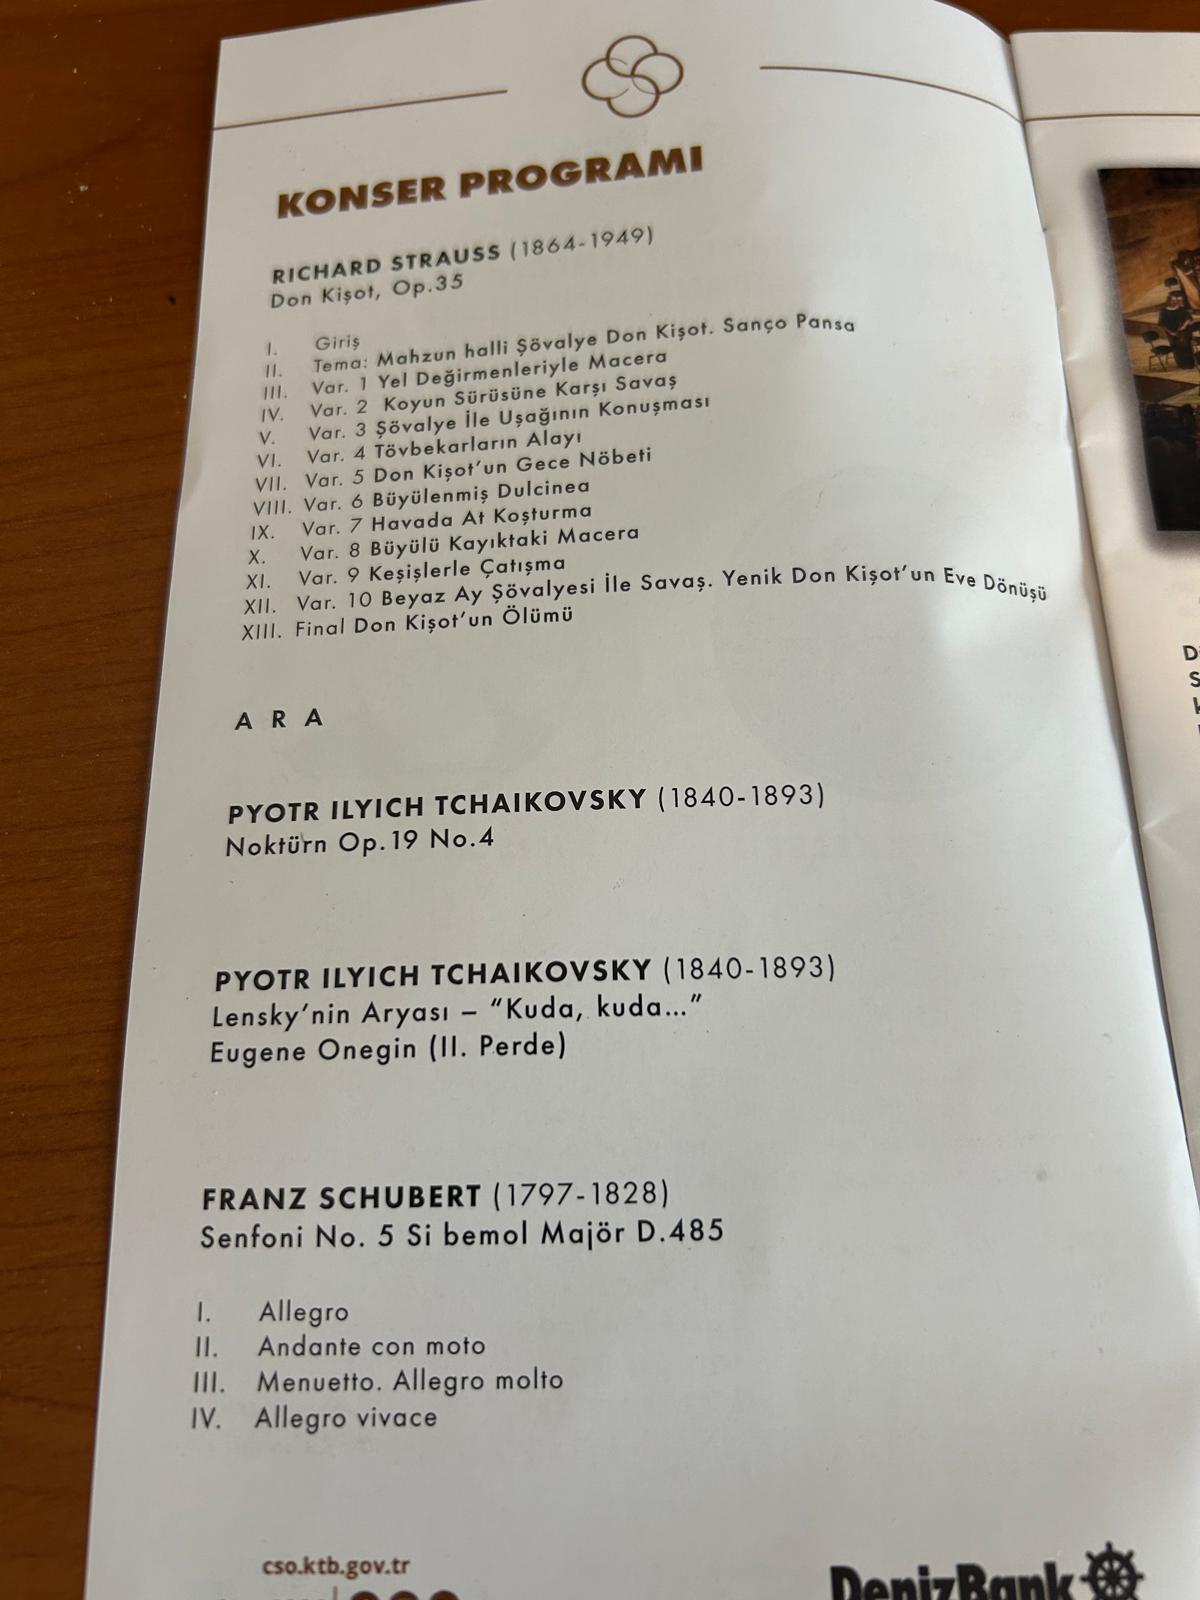 KONSER PROGRAMI
RICHARD STRAUSS (1864-1949)
Don Kişot, Op.35
I. Giriş
II. Tema: Mahzun halli Şövalye Don Kişot. Sanço Pansa
III. Var. 1 Yel Değirmenleriyle Macera
IV. Var. 2 Koyun Sürüsüne Karşı Savaş
V. Var. 3 Şövalye İle Uşağının Konuşması
VI. Var. 4 Tövbekarların Alayı
VII. Var. 5 Don Kişot'un Gece Nöbeti
VIII. Var. 6 Büyülenmiş Dulcinea
IX. Var. 7 Havada At Koşturma
X. Var. 8 Büyülü Kayıktaki Macera
XI. Var. 9 Keşişlerle Çatışma
XII. Var. 10 Beyaz Ay Şövalyesi İle Savaş. Yenik Don Kişot'un Eve Dönüşü
XIII. Final Don Kişot'un Ölümü
A R A
PYOTR ILYICH TCHAIKOVSKY (1840-1893)
Noktürn Op.19 No.4
PYOTR ILYICH TCHAIKOVSKY (1840-1893)
Lensky'nin Aryası – "Kuda, kuda..."
Eugene Onegin (II. Perde)
FRANZ SCHUBERT (1797-1828)
Senfoni No. 5 Si bemol Majör D.485
I. Allegro
II. Andante con moto
III. Menuetto. Allegro molto
IV. Allegro vivace
cso.ktb.gov.tr
DenizBank